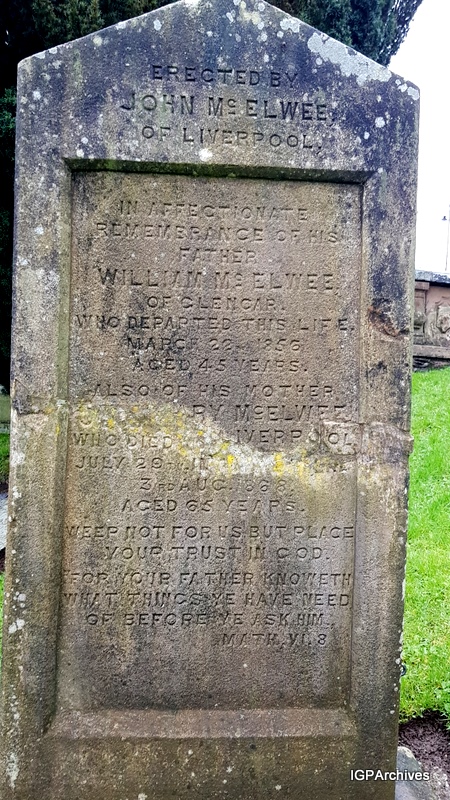 ERECTED BY
JOHN McELWEE,
OF LIVERPOOL,
IN AFFECTIONATE
REMEMBRANCE OF HIS
FATHER
WILLIAM McELWEE,
OF GLENCAR.
WHO DEPARTED THIS LIFE,
MARCH 22 1856
AGED 45 YEARS.
ALSO OF HIS MOTHER
McELWEE
WHO DIED LIVERPOOL,
JULY 29TH,
3RD AUG.
AGED 65 YEARS.
WEEP NOT FOR US, BUT PLACE
YOUR TRUST IN GOD.
"FOR YOUR FATHER KNOWETH
WHAT THINGS YE HAVE NEED
OF BEFORE YE ASK HIM."
MATH. VI. 8
IGPArchives